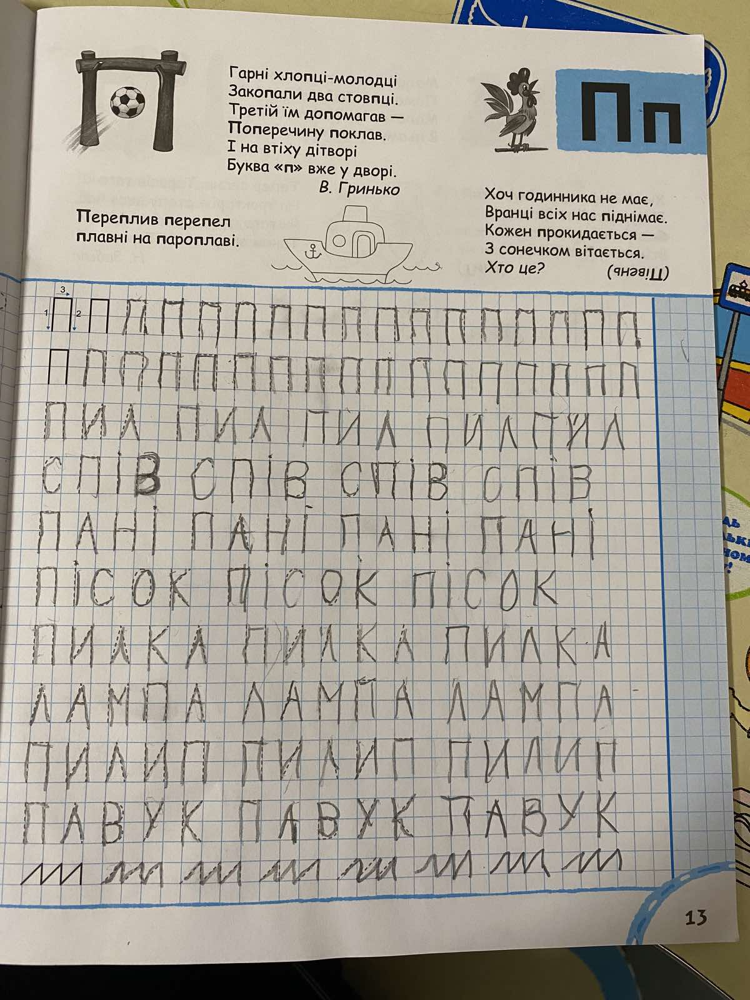 Гарні хлопці-молодці
Закопали два стовпці.
Третій їм допомагав —
Поперечину поклав.
І на втіху дітворі
Буква «п» вже у дворі.
В. Гринько
Пп
Переплив перепел
плавні на пароплаві.
Хоч годинника не має,
Вранці всіх нас піднімає.
Кожен прокидається —
З сонечком вітається.
Хто це? (Півень)
3
1 2
П П П П П П П П П П П П П П П П П
П П П П П П П П П П П П П П П П П
ПИЛ ПИЛ ПИЛ ПИЛ ПИЛ
СПІВ СПІВ СПІВ СПІВ
ПАНІ ПАНІ ПАНІ ПАНІ
ПІСОК ПІСОК ПІСОК
ПИЛКА ПИЛКА ПИЛКА
ЛАМПА ЛАМПА ЛАМПА
ПИЛИП ПИЛИП ПИЛИП
ПАВУК ПАВУК ПАВУК
13